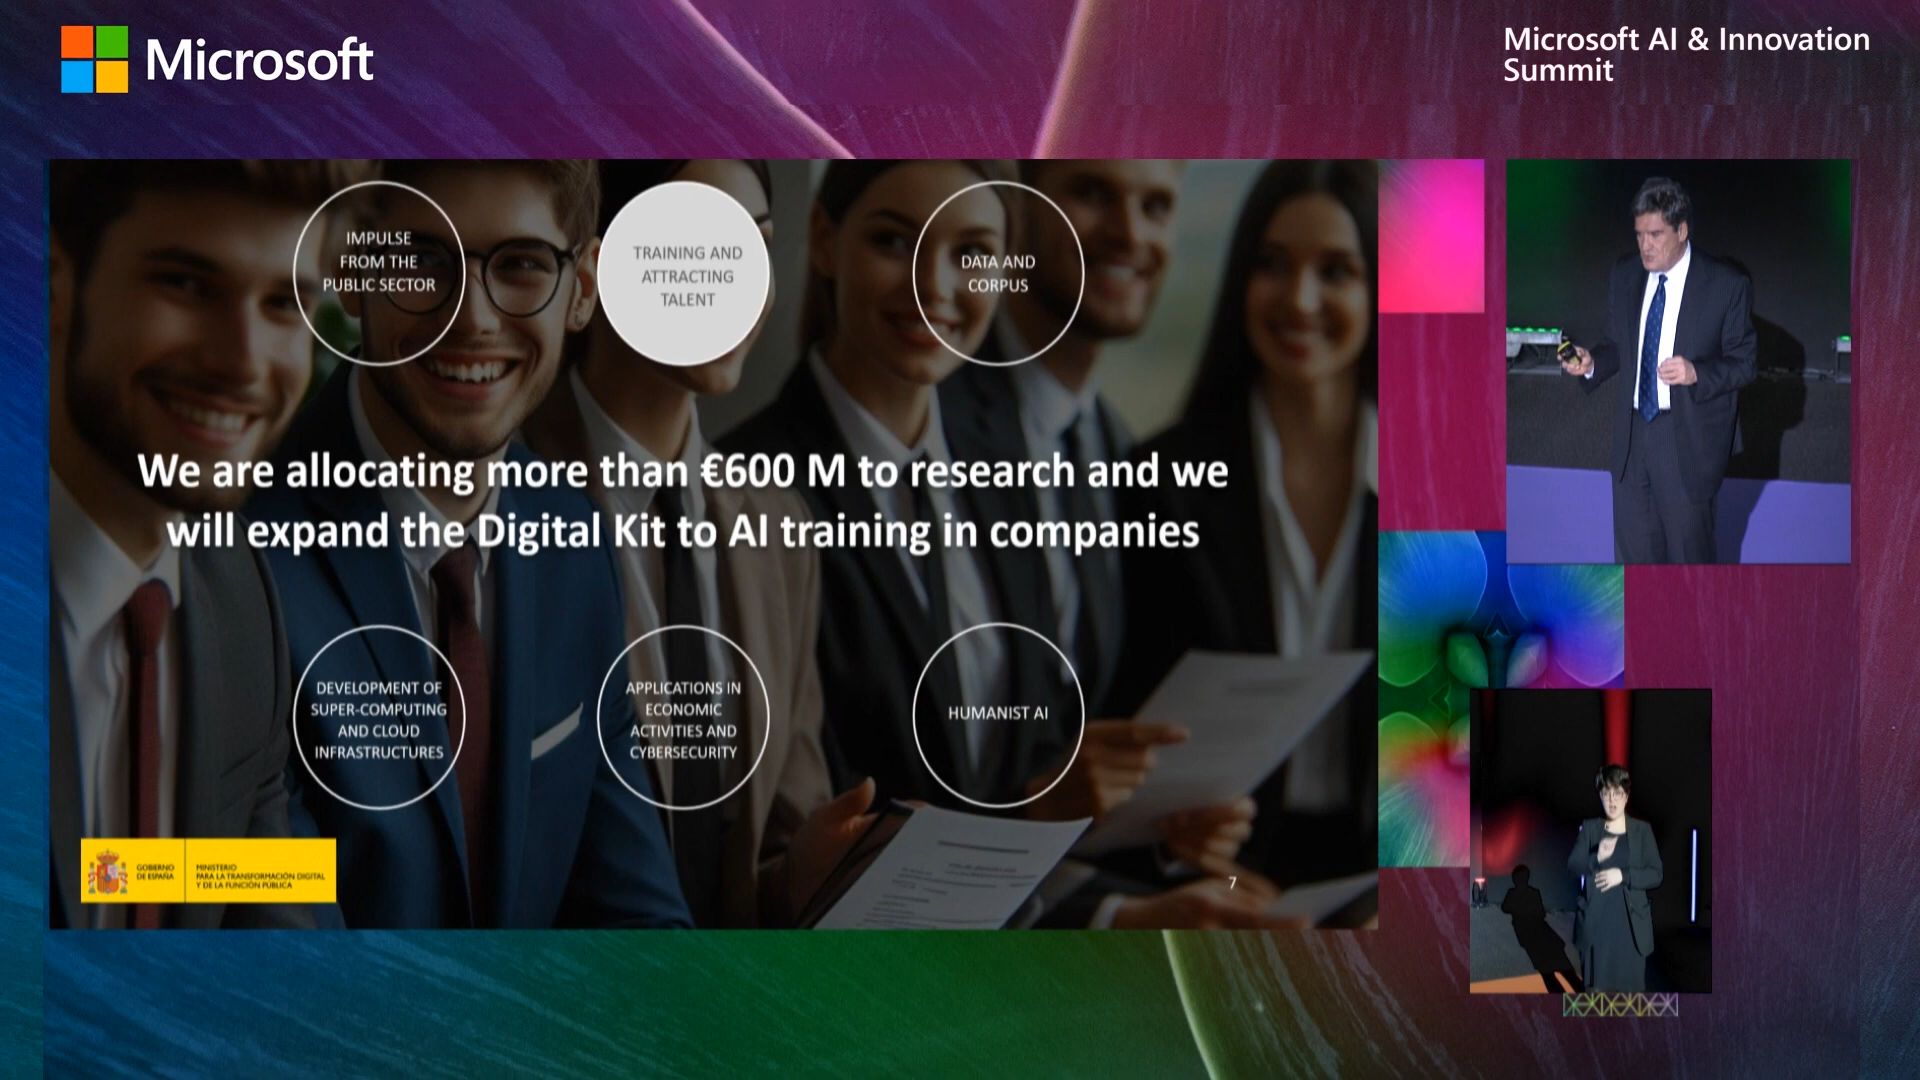 Microsoft
Microsoft AI & Innovation
Summit
IMPULSE
FROM THE
PUBLIC SECTOR
TRAINING AND
ATTRACTING
TALENT
DATA AND
CORPUS
We are allocating more than €600 M to research and we
will expand the Digital Kit to AI training in companies
DEVELOPMENT OF
SUPER-COMPUTING
AND CLOUD
INFRASTRUCTURES
APPLICATIONS IN
ECONOMIC
ACTIVITIES AND
CYBERSECURITY
HUMANIST AI
GOBIERNO
DE ESPAÑA
MINISTERIO
PARA LA TRANSFORMACIÓN DIGITAL
Y DE LA FUNCIÓN PÚBLICA
7